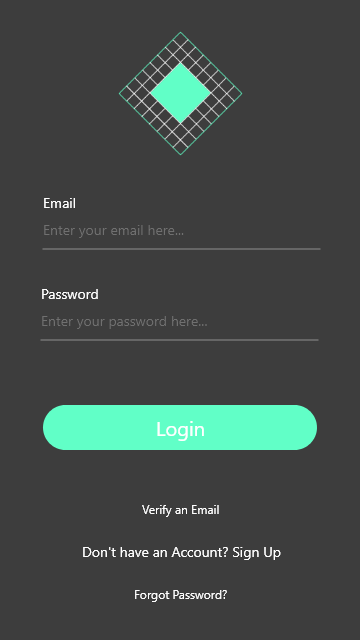 Email
Enter your email here...
Password
Enter your password here...
Login
Verify an Email
Don't have an Account? Sign Up
Forgot Password?